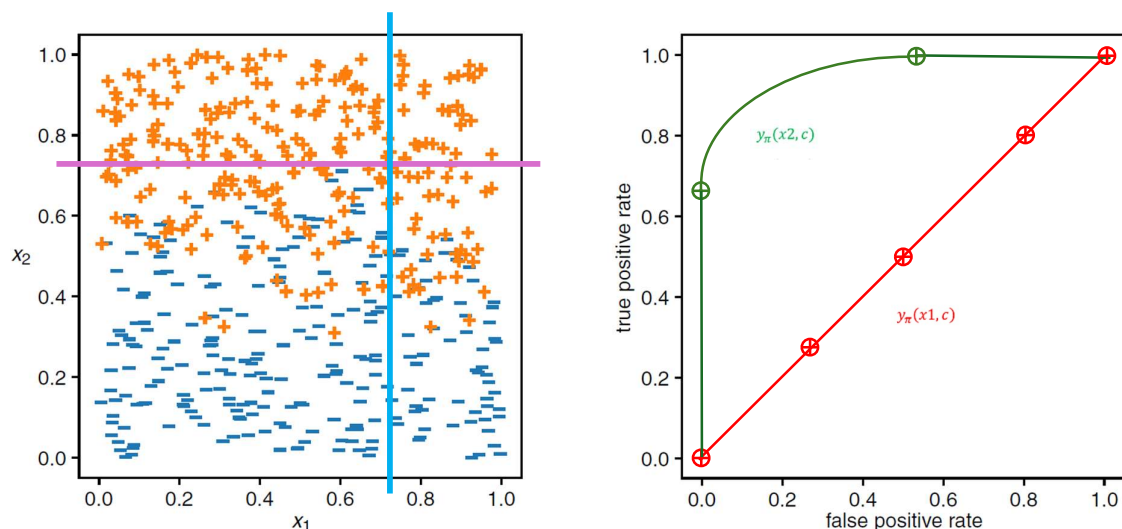 1.0
0.8
0.6
0.4
0.2
0.0
x₂
0.0 0.2 0.4 0.6 0.8 1.0
x₁
1.0
0.8
0.6
0.4
0.2
0.0
true positive rate
yπ(x2, c)
yπ(x1, c)
0.0 0.2 0.4 0.6 0.8 1.0
false positive rate